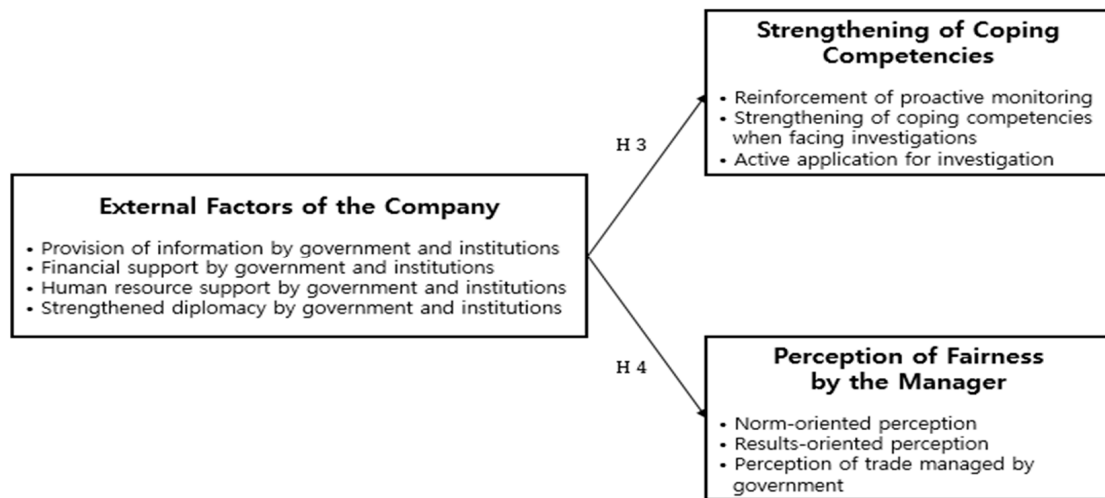 Strengthening of Coping
Competencies
• Reinforcement of proactive monitoring
• Strengthening of coping competencies
when facing investigations
• Active application for investigation
H 3
External Factors of the Company
• Provision of information by government and institutions
• Financial support by government and institutions
• Human resource support by government and institutions
• Strengthened diplomacy by government and institutions
H 4
Perception of Fairness
by the Manager
• Norm-oriented perception
• Results-oriented perception
• Perception of trade managed by
government